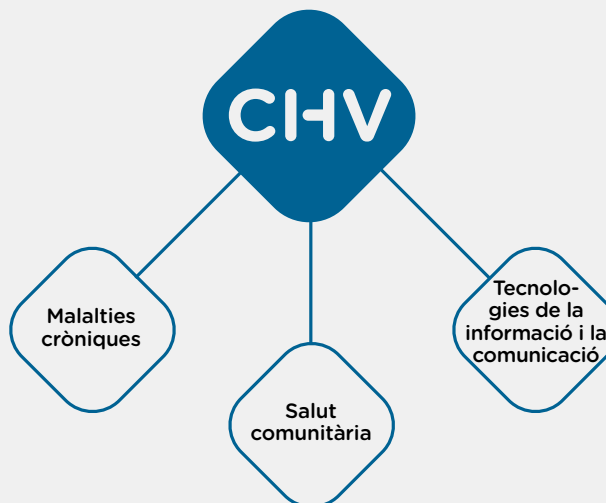 CHV
Malalties
cròniques
Salut
comunitària
Tecnolo-
gies de la
informació i la
comunicació